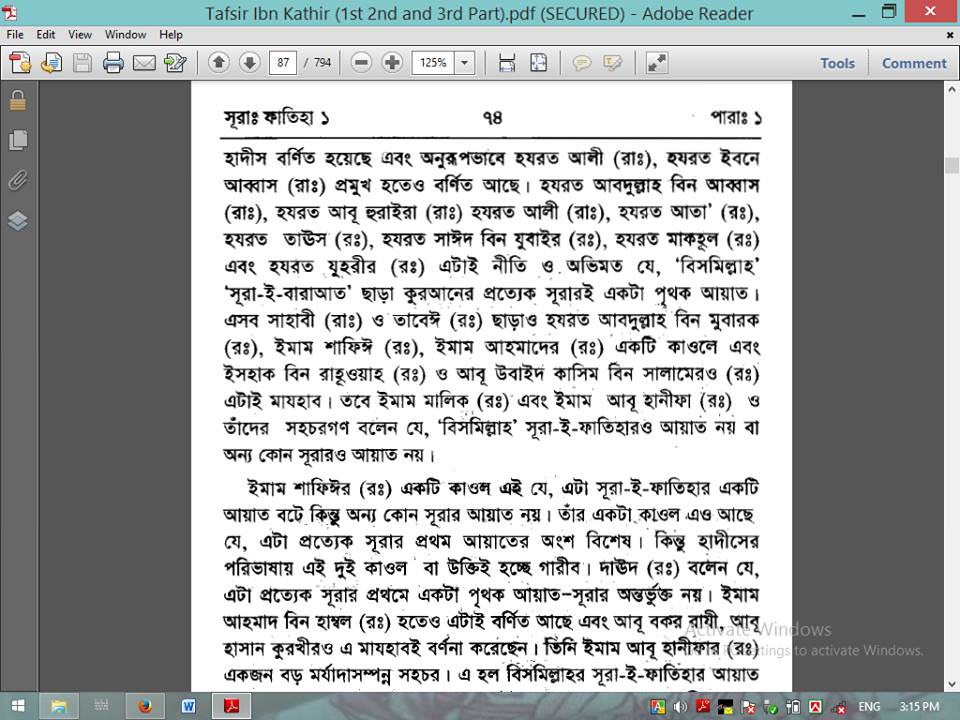 Tafsir Ibn Kathir (1st 2nd and 3rd Part).pdf (SECURED) - Adobe Reader
File Edit View Window Help
87 / 794 125% Tools Comment
সূরাঃ ফাতিহা ১ ৭৪ পারাঃ ১
হাদীস বর্ণিত হয়েছে এবং অনুরূপভাবে হযরত আলী (রাঃ), হযরত ইবনে
আব্বাস (রাঃ) প্রমুখ হতেও বর্ণিত আছে। হযরত আবদুল্লাহ বিন আব্বাস
(রাঃ), হযরত আবূ হুরাইরা (রাঃ) হযরত আলী (রাঃ), হযরত আতা’ (রঃ),
হযরত তাঊস (রঃ), হযরত সাঈদ বিন যুবাইর (রঃ), হযরত মাকহূল (রঃ)
এবং হযরত যুহরীর (রঃ) এটাই নীতি ও অভিমত যে, ‘বিসমিল্লাহ’
‘সূরা-ই-বারাআত’ ছাড়া কুরআনের প্রত্যেক সূরারই একটা পৃথক আয়াত।
এসব সাহাবী (রাঃ) ও তাবেঈ (রঃ) ছাড়াও হযরত আবদুল্লাহ বিন মুবারক
(রঃ), ইমাম শাফিঈ (রঃ), ইমাম আহমাদের (রঃ) একটি কাওলে এবং
ইসহাক বিন রাহূওয়াহ (রঃ) ও আবূ উবাইদ কাসিম বিন সালামেরও (রঃ)
এটাই মাযহাব। তবে ইমাম মালিক (রঃ) এবং ইমাম আবূ হানীফা (রঃ) ও
তাঁদের সহচরগণ বলেন যে, ‘বিসমিল্লাহ’ সূরা-ই-ফাতিহারও আয়াত নয় বা
অন্য কোন সূরারও আয়াত নয়।
ইমাম শাফিঈর (রঃ) একটি কাওল এই যে, এটা সূরা-ই-ফাতিহার একটি
আয়াত বটে কিন্তু অন্য কোন সূরার আয়াত নয়। তাঁর একটা কাওল এও আছে
যে, এটা প্রত্যেক সূরার প্রথম আয়াতের অংশ বিশেষ। কিন্তু হাদীসের
পরিভাষায় এই দুই কাওল বা উক্তিই হচ্ছে গারীব। দাঊদ (রঃ) বলেন যে,
এটা প্রত্যেক সূরার প্রথমে একটা পৃথক আয়াত-সূরার অন্তর্ভুক্ত নয়। ইমাম
আহমাদ বিন হাম্বল (রঃ) হতেও এটাই বর্ণিত আছে এবং আবূ বকর রাযী, আবূ
হাসান কুরখীরও এ মাযহাবই বর্ণনা করেছেন। তিনি ইমাম আবূ হানীফার (রঃ)
একজন বড় মর্যাদাসম্পন্ন সহচর। এ হল বিসমিল্লাহর সূরা-ই-ফাতিহার আয়াত
Activate Windows
settings to activate Windows.
ENG 3:15 PM